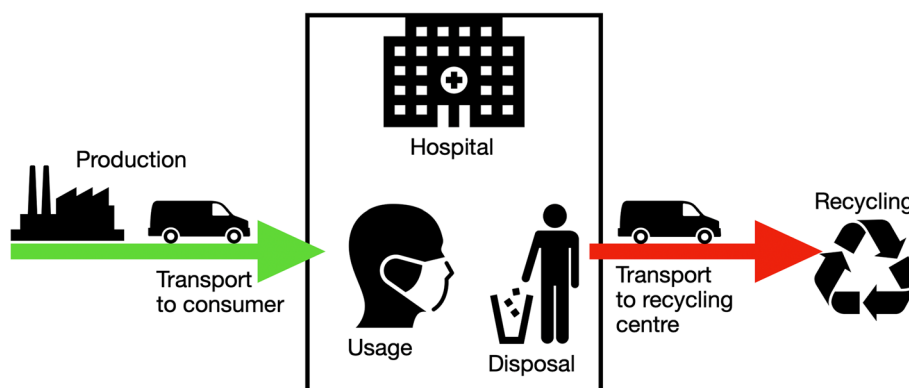 Hospital
Production
Transport
to consumer
Usage
Disposal
Transport
to recycling
centre
Recycling